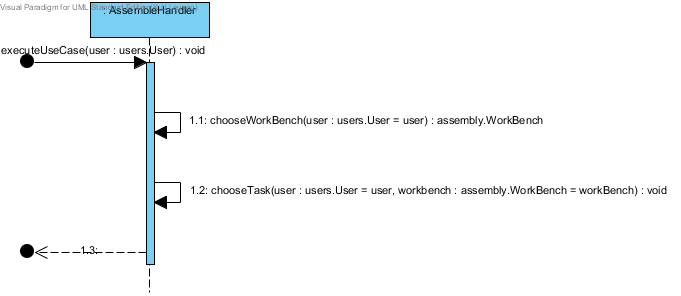 Visual Paradigm for UML
: AssembleHandler
executeUseCase(user : users.User) : void
1.1: chooseWorkBench(user : users.User = user) : assembly.WorkBench
1.2: chooseTask(user : users.User = user, workbench : assembly.WorkBench = workBench) : void
1.3: